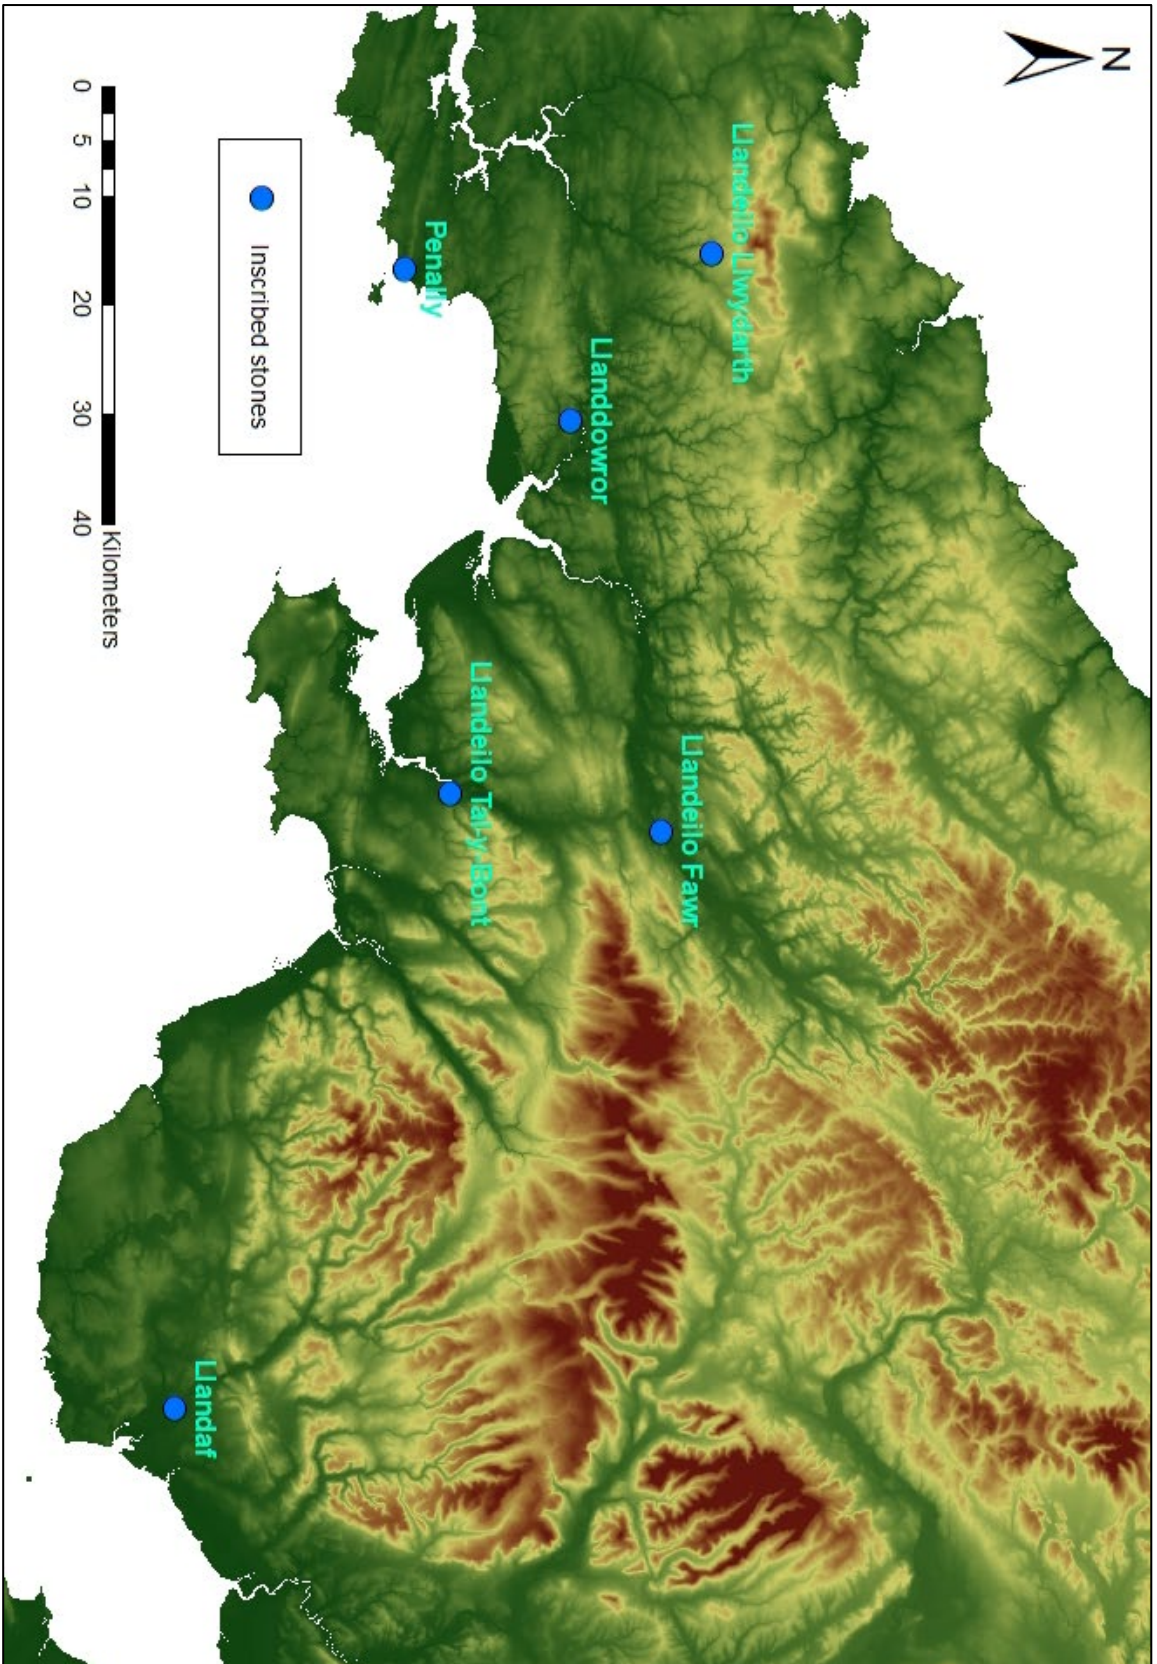 N
Llandeilo Llwydarth
Llandeilo Fawr
Llanddowror
Llandeilo Tal-y-Bont
Penally
Llandaf
Inscribed stones
0 5 10 20 30 40
Kilometers